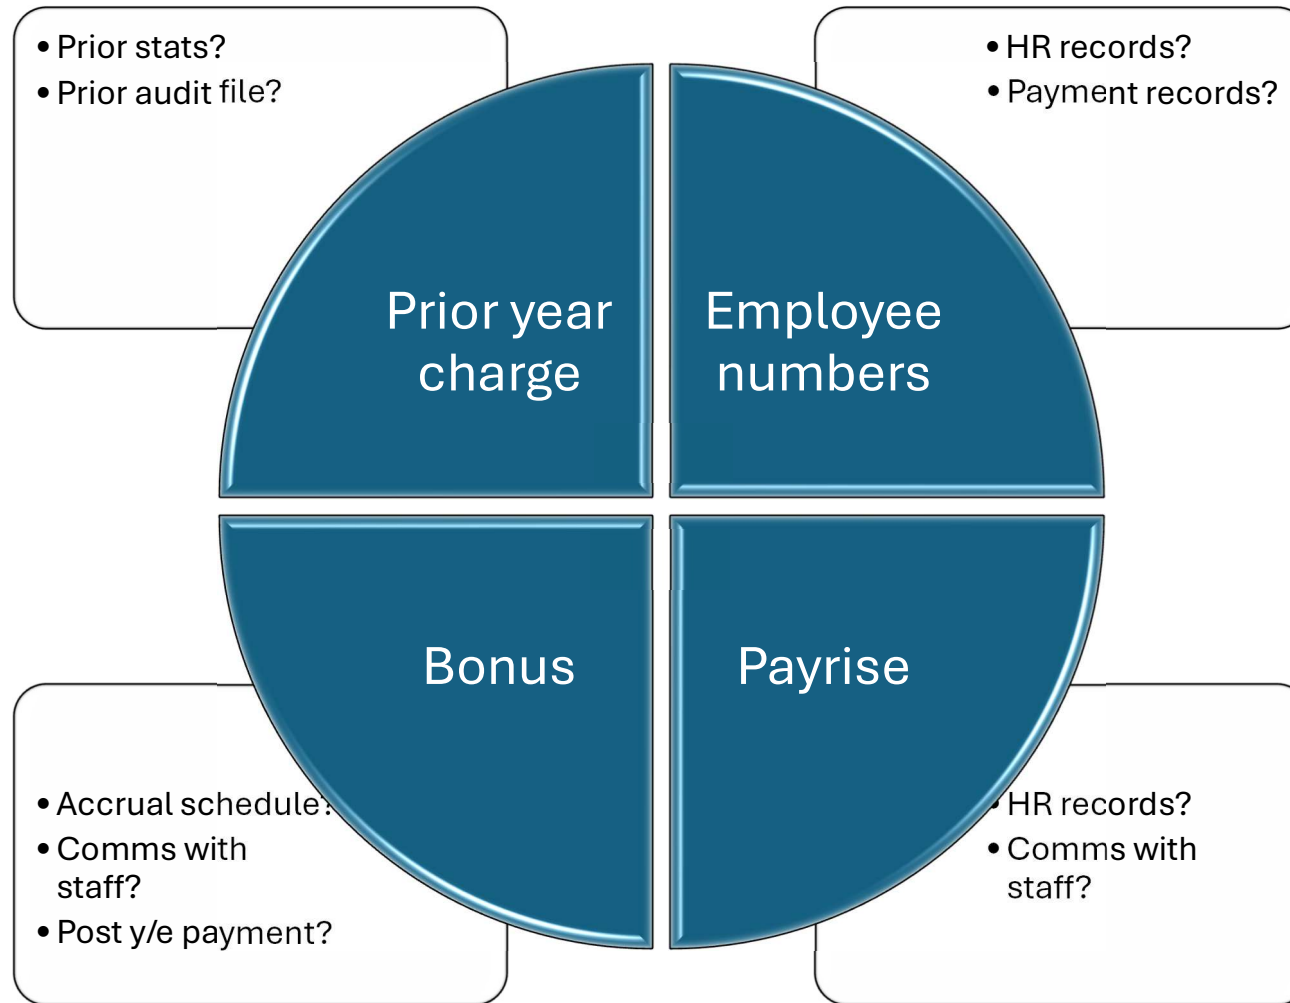 • Prior stats?
• Prior audit file?
• HR records?
• Payment records?
Prior year
charge
Employee
numbers
Bonus
Payrise
• Accrual schedule?
• Comms with
staff?
• Post y/e payment?
• HR records?
• Comms with
staff?